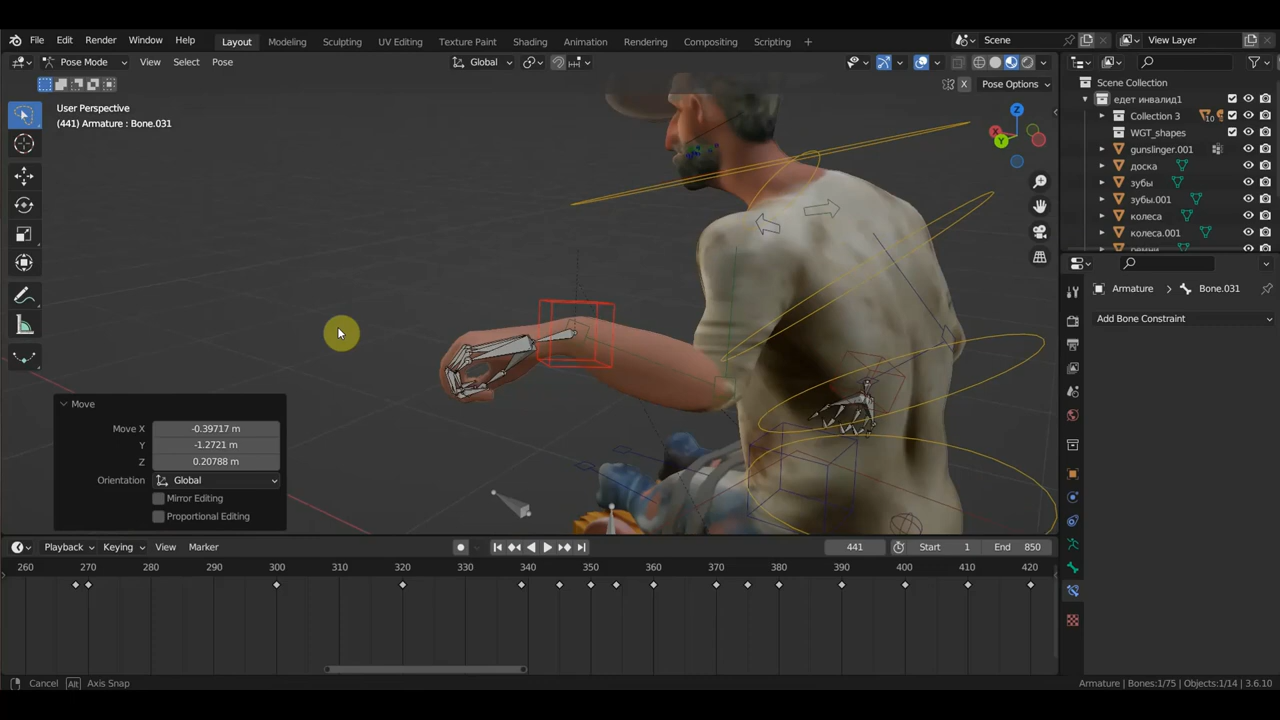 File Edit Render Window Help Layout Modeling Sculpting UV Editing Texture Paint Shading Animation Rendering Compositing Scripting + Scene View Layer
Pose Mode View Select Pose Global
X Pose Options
User Perspective
(441) Armature : Bone.031
Z
X
Y
Scene Collection
едет инвалид1
Collection 3 10
WGT_shapes
gunslinger.001
доска
зубы
зубы.001
колеса
колеса.001
Armature > Bone.031
Add Bone Constraint
Move
Move X -0.39717 m
Y -1.2721 m
Z 0.20788 m
Orientation Global
Mirror Editing
Proportional Editing
Playback Keying View Marker 441 Start 1 End 850
260 270 280 290 300 310 320 330 340 350 360 370 380 390 400 410 420
Cancel Alt Axis Snap Armature | Bones:1/75 | Objects:1/14 | 3.6.10